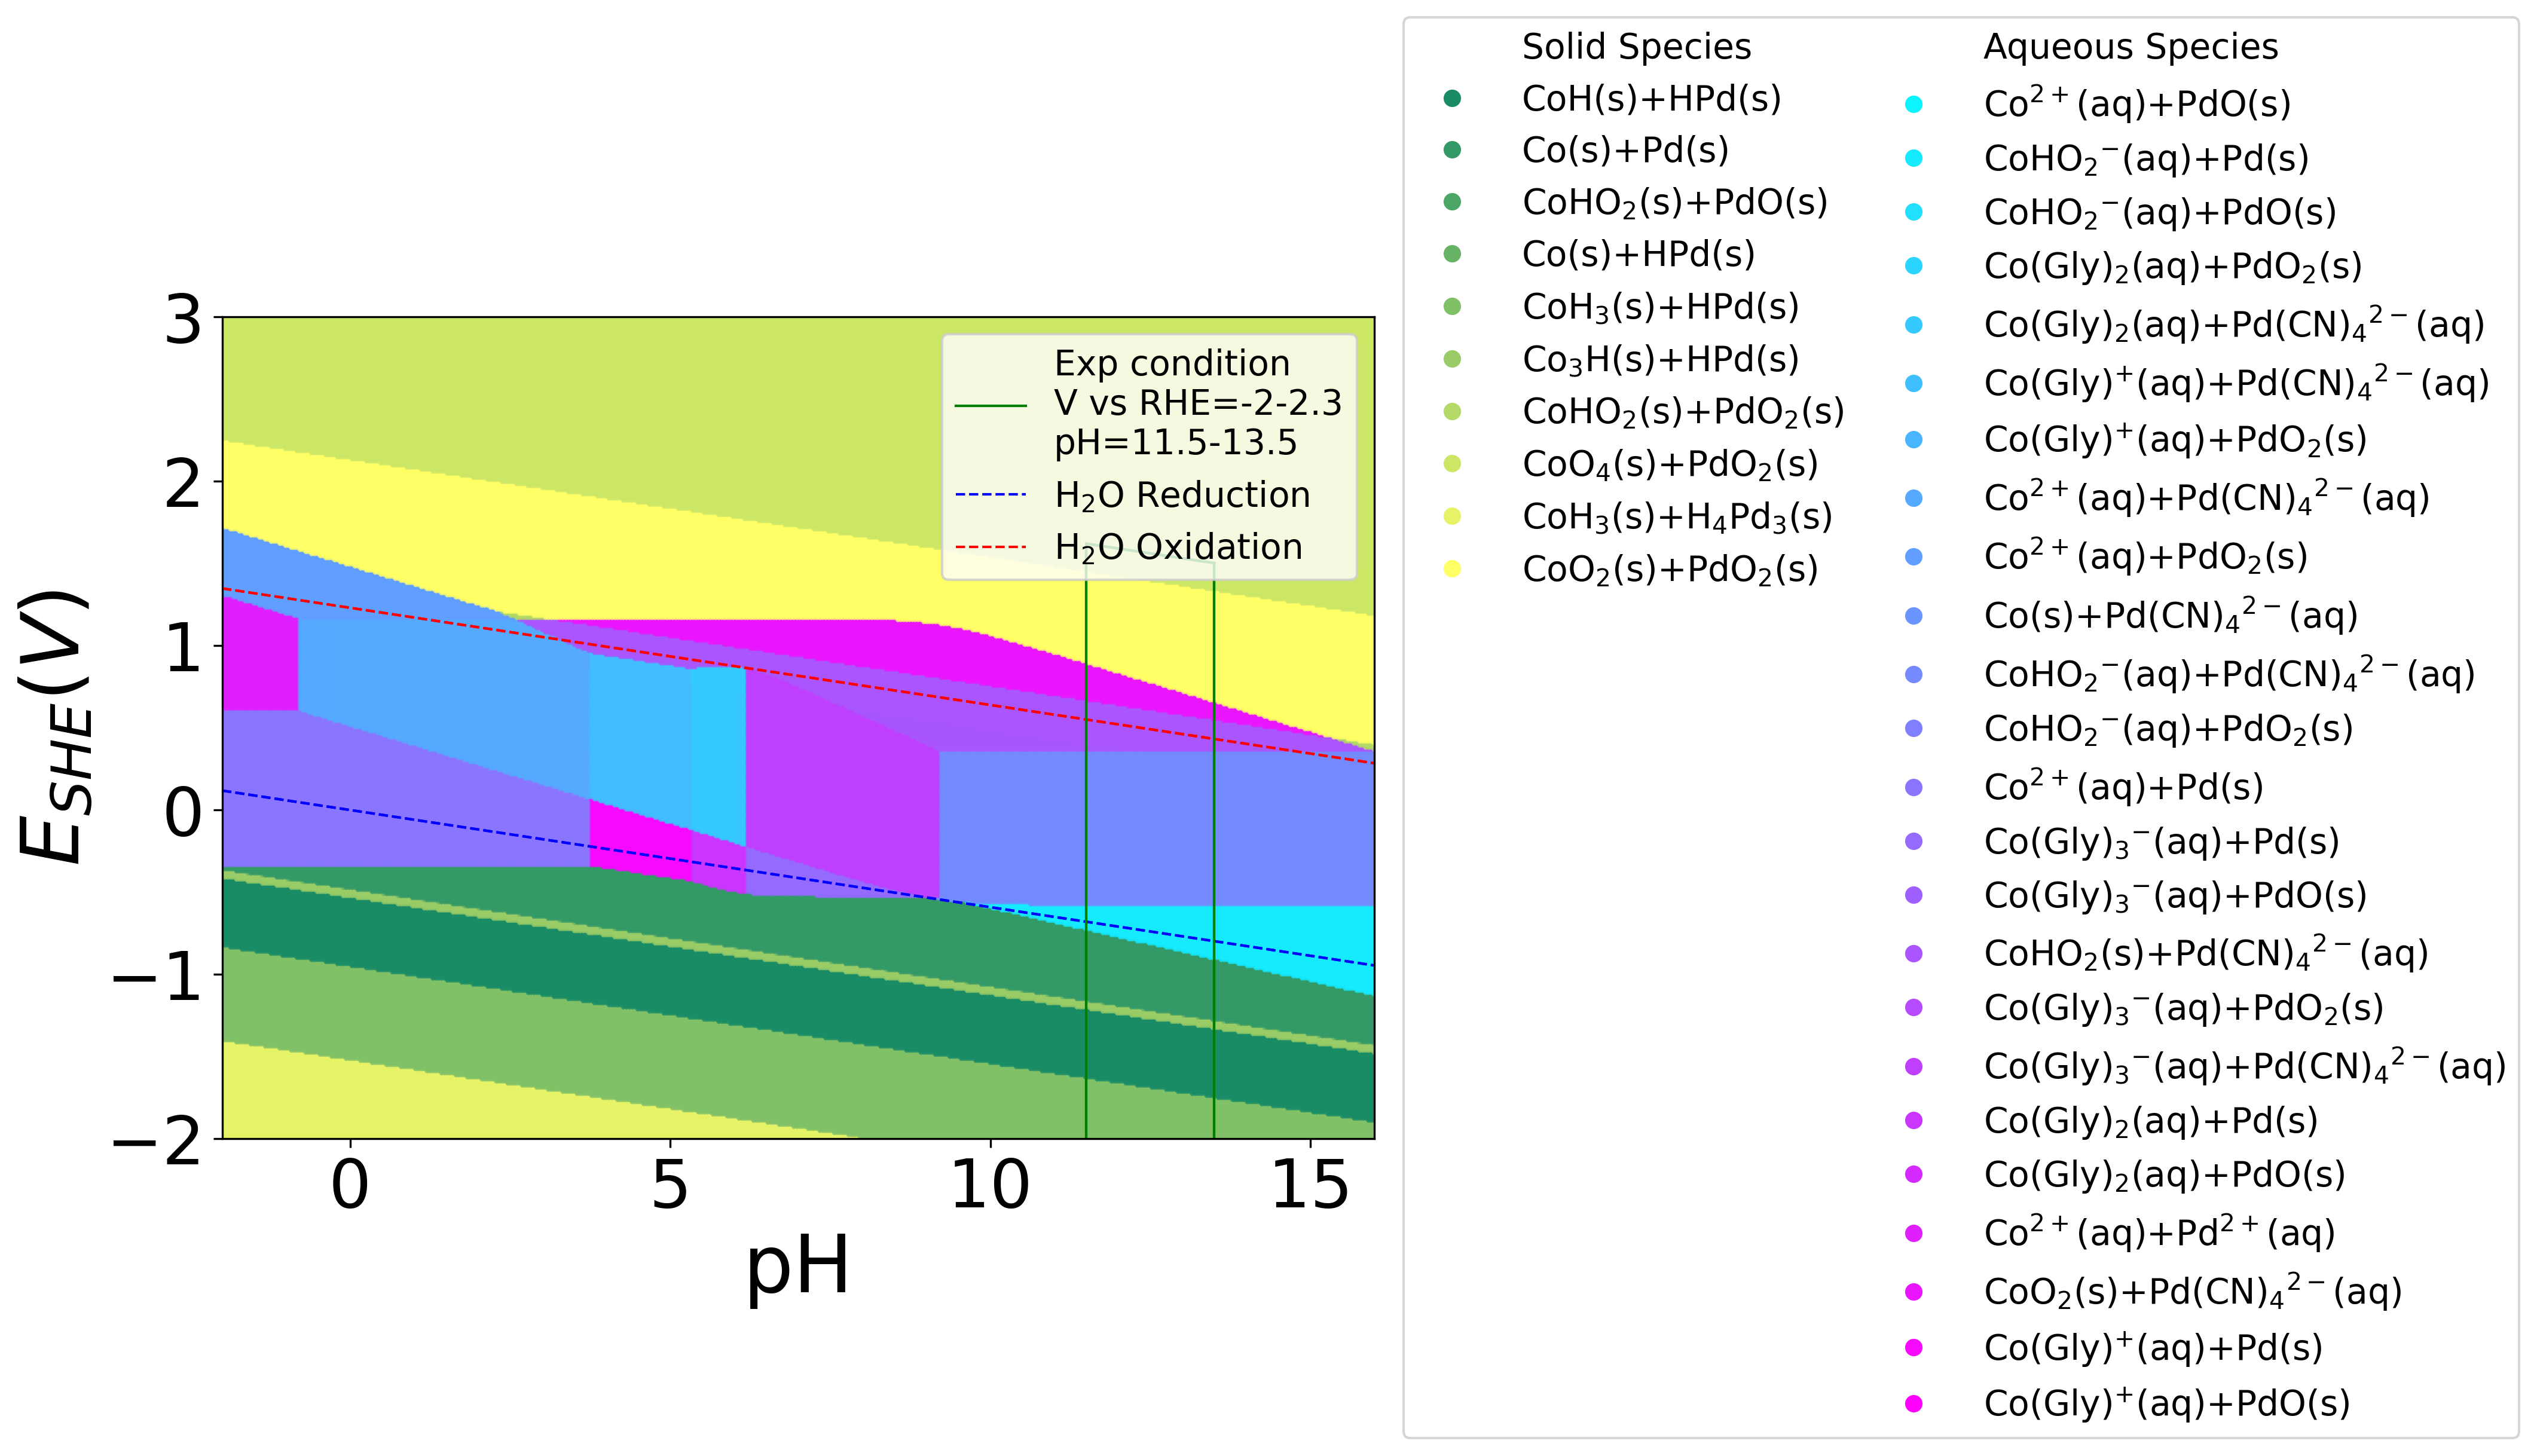 3
2
1
0
−1
−2
E_{SHE}(V)
0
5
10
15
pH
Exp condition
V vs RHE=-2-2.3
pH=11.5-13.5
H₂O Reduction
H₂O Oxidation
Solid Species
CoH(s)+HPd(s)
Co(s)+Pd(s)
CoHO₂(s)+PdO(s)
Co(s)+HPd(s)
CoH₃(s)+HPd(s)
Co₃H(s)+HPd(s)
CoHO₂(s)+PdO₂(s)
CoO₄(s)+PdO₂(s)
CoH₃(s)+H₄Pd₃(s)
CoO₂(s)+PdO₂(s)
Aqueous Species
Co²⁺(aq)+PdO(s)
CoHO₂⁻(aq)+Pd(s)
CoHO₂⁻(aq)+PdO(s)
Co(Gly)₂(aq)+PdO₂(s)
Co(Gly)₂(aq)+Pd(CN)₄²⁻(aq)
Co(Gly)⁺(aq)+Pd(CN)₄²⁻(aq)
Co(Gly)⁺(aq)+PdO₂(s)
Co²⁺(aq)+Pd(CN)₄²⁻(aq)
Co²⁺(aq)+PdO₂(s)
Co(s)+Pd(CN)₄²⁻(aq)
CoHO₂⁻(aq)+Pd(CN)₄²⁻(aq)
CoHO₂⁻(aq)+PdO₂(s)
Co²⁺(aq)+Pd(s)
Co(Gly)₃⁻(aq)+Pd(s)
Co(Gly)₃⁻(aq)+PdO(s)
CoHO₂(s)+Pd(CN)₄²⁻(aq)
Co(Gly)₃⁻(aq)+PdO₂(s)
Co(Gly)₃⁻(aq)+Pd(CN)₄²⁻(aq)
Co(Gly)₂(aq)+Pd(s)
Co(Gly)₂(aq)+PdO(s)
Co²⁺(aq)+Pd²⁺(aq)
CoO₂(s)+Pd(CN)₄²⁻(aq)
Co(Gly)⁺(aq)+Pd(s)
Co(Gly)⁺(aq)+PdO(s)